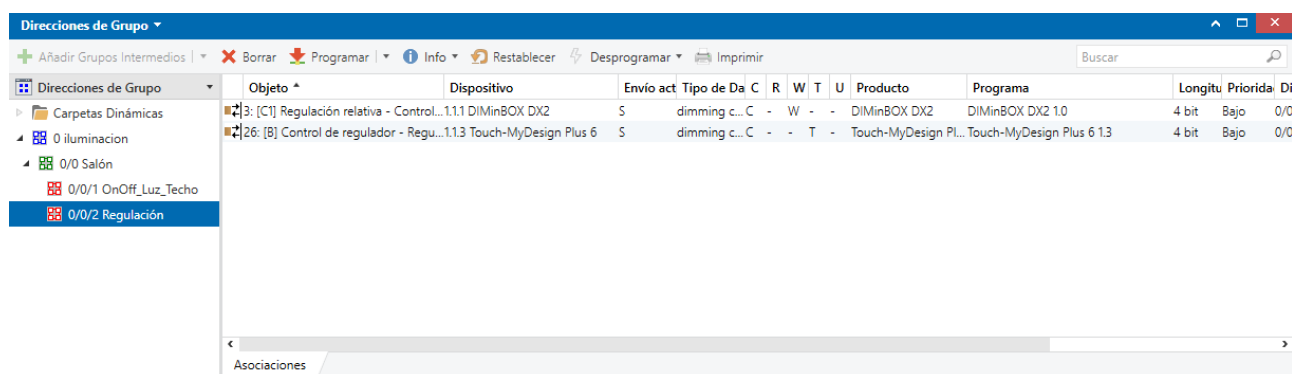 Direcciones de Grupo
Añadir Grupos Intermedios Borrar Programar Info Restablecer Desprogramar Imprimir Buscar
Direcciones de Grupo Objeto Dispositivo Envío act Tipo de Da C R W T U Producto Programa Longitu Priorida Di
Carpetas Dinámicas 3: [C1] Regulación relativa - Control... 1.1.1 DIMinBOX DX2 S dimming c... C - W - - DIMinBOX DX2 DIMinBOX DX2 1.0 4 bit Bajo 0/0
0 iluminacion 26: [B] Control de regulador - Regu... 1.1.3 Touch-MyDesign Plus 6 S dimming c... C - - T - Touch-MyDesign Pl... Touch-MyDesign Plus 6 1.3 4 bit Bajo 0/0
0/0 Salón
0/0/1 OnOff_Luz_Techo
0/0/2 Regulación
Asociaciones